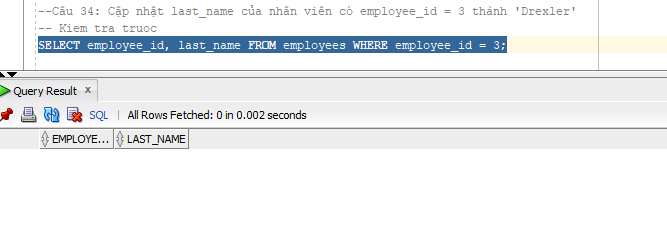 --Câu 34: Cập nhật last_name của nhân viên có employee_id = 3 thành 'Drexler'
-- Kiem tra truoc
SELECT employee_id, last_name FROM employees WHERE employee_id = 3;
Query Result x
SQL | All Rows Fetched: 0 in 0.002 seconds
EMPLOYE... LAST_NAME